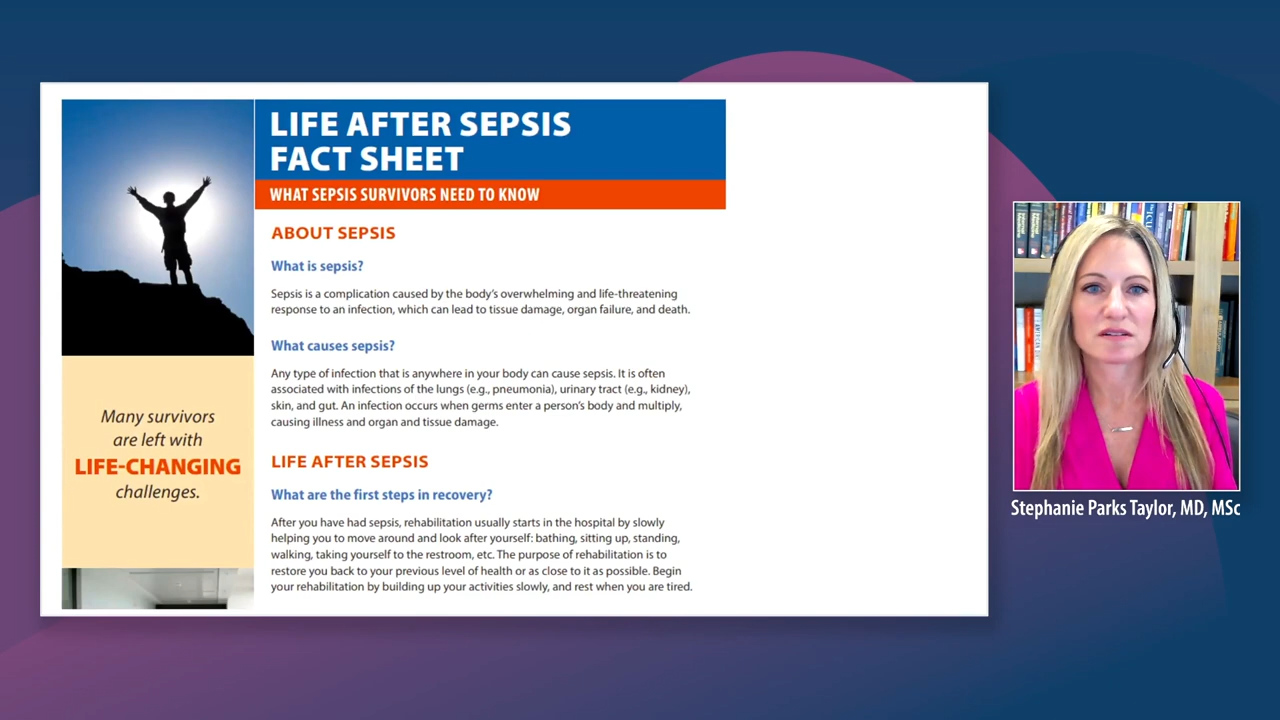 LIFE AFTER SEPSIS
FACT SHEET
WHAT SEPSIS SURVIVORS NEED TO KNOW
ABOUT SEPSIS
What is sepsis?
Sepsis is a complication caused by the body's overwhelming and life-threatening
response to an infection, which can lead to tissue damage, organ failure, and death.
What causes sepsis?
Any type of infection that is anywhere in your body can cause sepsis. It is often
associated with infections of the lungs (e.g., pneumonia), urinary tract (e.g., kidney),
skin, and gut. An infection occurs when germs enter a person's body and multiply,
causing illness and organ and tissue damage.
LIFE AFTER SEPSIS
What are the first steps in recovery?
After you have had sepsis, rehabilitation usually starts in the hospital by slowly
helping you to move around and look after yourself: bathing, sitting up, standing,
walking, taking yourself to the restroom, etc. The purpose of rehabilitation is to
restore you back to your previous level of health or as close to it as possible. Begin
your rehabilitation by building up your activities slowly, and rest when you are tired.
Many survivors
are left with
LIFE-CHANGING
challenges.
Stephanie Parks Taylor, MD, MSc